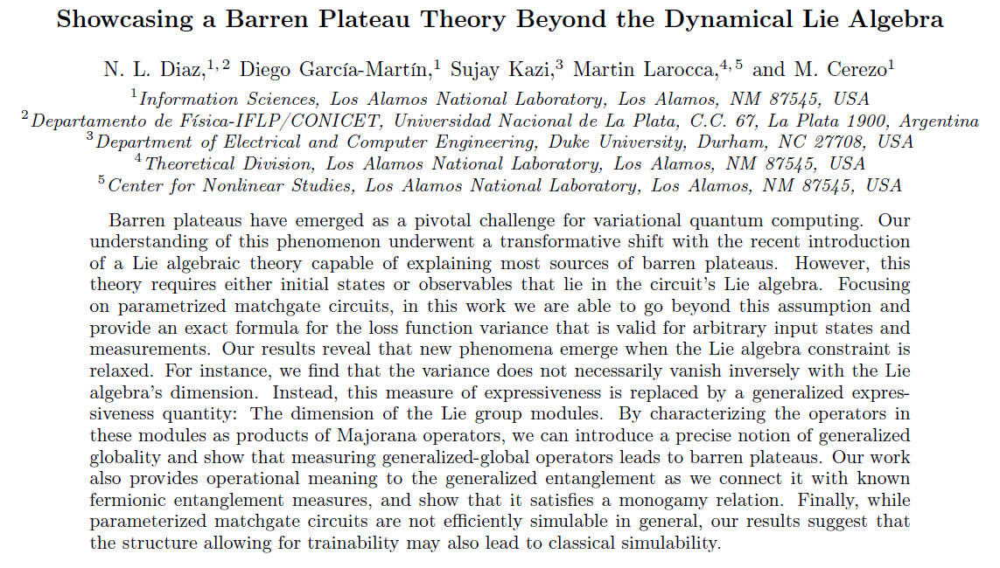 Showcasing a Barren Plateau Theory Beyond the Dynamical Lie Algebra
N. L. Diaz,1, 2 Diego García-Martín,1 Sujay Kazi,3 Martin Larocca,4, 5 and M. Cerezo1
1 Information Sciences, Los Alamos National Laboratory, Los Alamos, NM 87545, USA
2 Departamento de Física-IFLP/CONICET, Universidad Nacional de La Plata, C.C. 67, La Plata 1900, Argentina
3 Department of Electrical and Computer Engineering, Duke University, Durham, NC 27708, USA
4 Theoretical Division, Los Alamos National Laboratory, Los Alamos, NM 87545, USA
5 Center for Nonlinear Studies, Los Alamos National Laboratory, Los Alamos, NM 87545, USA
Barren plateaus have emerged as a pivotal challenge for variational quantum computing. Our
understanding of this phenomenon underwent a transformative shift with the recent introduction
of a Lie algebraic theory capable of explaining most sources of barren plateaus. However, this
theory requires either initial states or observables that lie in the circuit's Lie algebra. Focusing
on parametrized matchgate circuits, in this work we are able to go beyond this assumption and
provide an exact formula for the loss function variance that is valid for arbitrary input states and
measurements. Our results reveal that new phenomena emerge when the Lie algebra constraint is
relaxed. For instance, we find that the variance does not necessarily vanish inversely with the Lie
algebra's dimension. Instead, this measure of expressiveness is replaced by a generalized expres-
siveness quantity: The dimension of the Lie group modules. By characterizing the operators in
these modules as products of Majorana operators, we can introduce a precise notion of generalized
globality and show that measuring generalized-global operators leads to barren plateaus. Our work
also provides operational meaning to the generalized entanglement as we connect it with known
fermionic entanglement measures, and show that it satisfies a monogamy relation. Finally, while
parameterized matchgate circuits are not efficiently simulable in general, our results suggest that
the structure allowing for trainability may also lead to classical simulability.